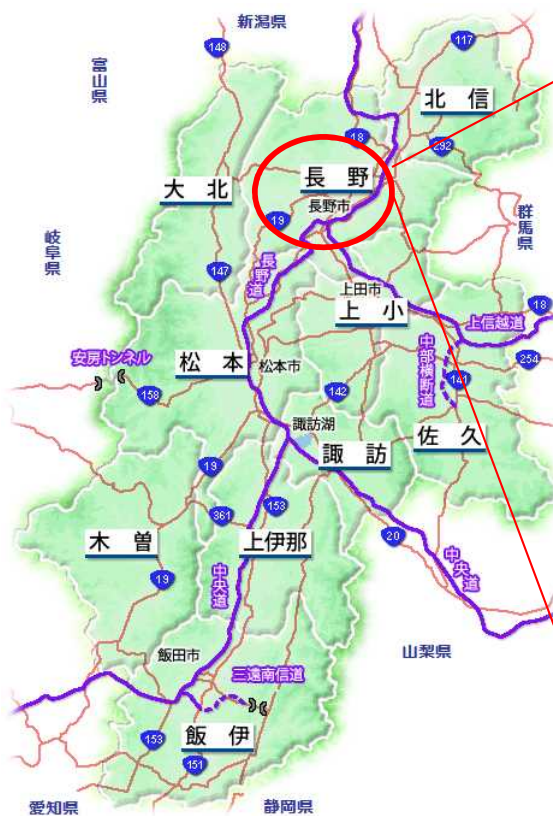 新潟県
148
117
富山県
北　信
18
292
長　野
大　北
長野市
19
群馬県
岐阜県
長野道
147
上田市
上　小
18
上信越道
安房トンネル
松　本
松本市
中部横断道
254
158
142
141
諏訪湖
佐　久
諏　訪
19
153
361
木　曽
上伊那
20
中央道
19
中央道
飯田市
山梨県
三遠南信道
飯　伊
153
151
愛知県
静岡県